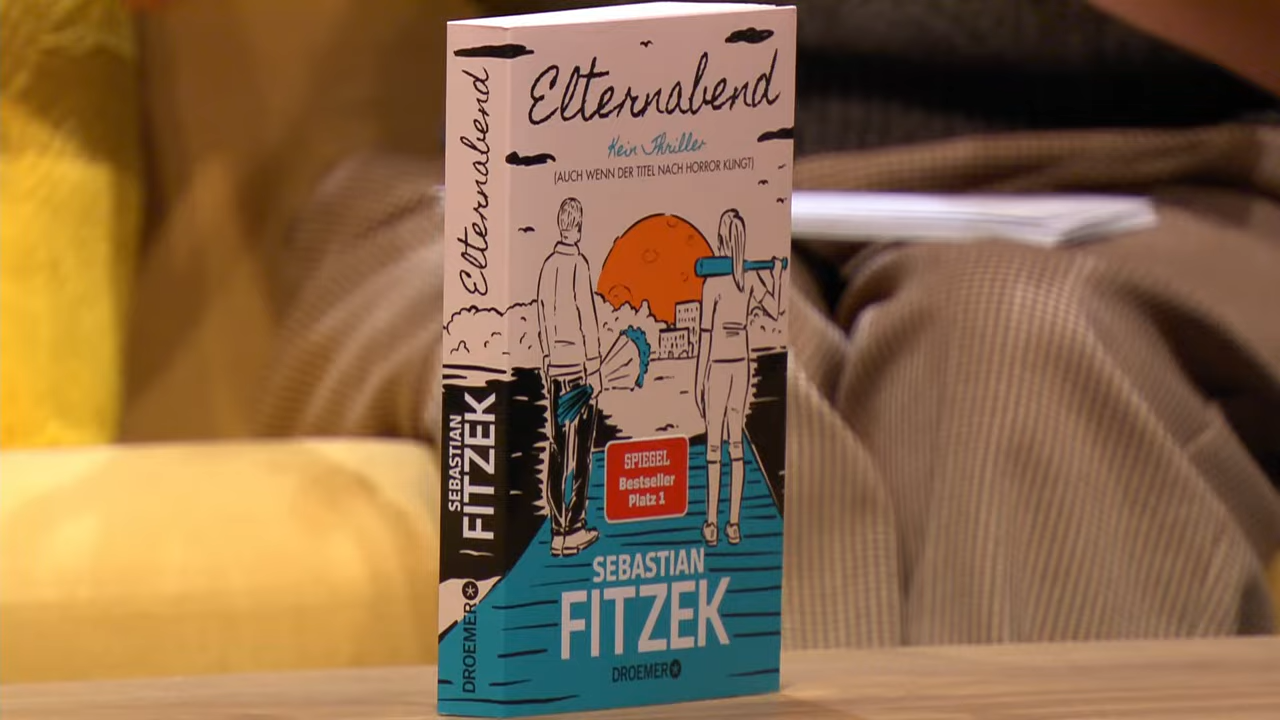 Elternabend
SEBASTIAN
FITZEK
DROEMER
Elternabend
Kein Thriller
(AUCH WENN DER TITEL NACH HORROR KLINGT)
SPIEGEL
Bestseller
Platz 1
SEBASTIAN
FITZEK
DROEMER